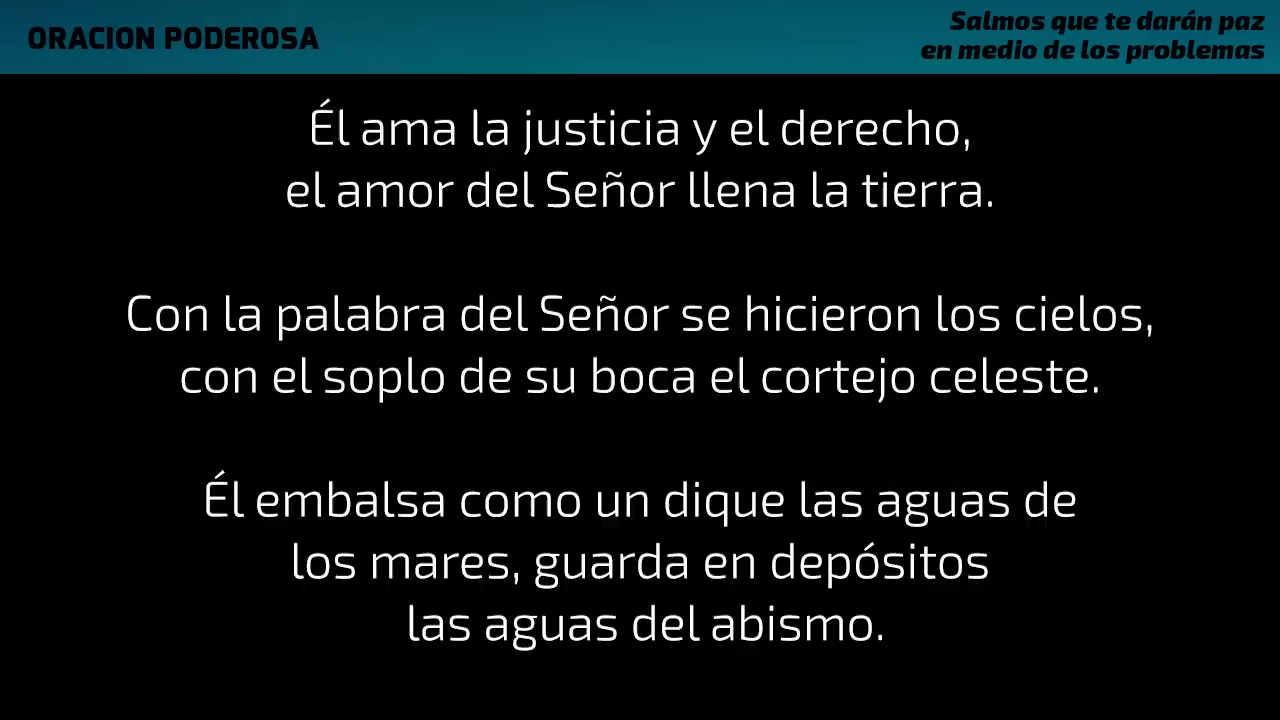 ORACION PODEROSA
Salmos que te darán paz
en medio de los problemas
Él ama la justicia y el derecho,
el amor del Señor llena la tierra.
Con la palabra del Señor se hicieron los cielos,
con el soplo de su boca el cortejo celeste.
Él embalsa como un dique las aguas de
los mares, guarda en depósitos
las aguas del abismo.